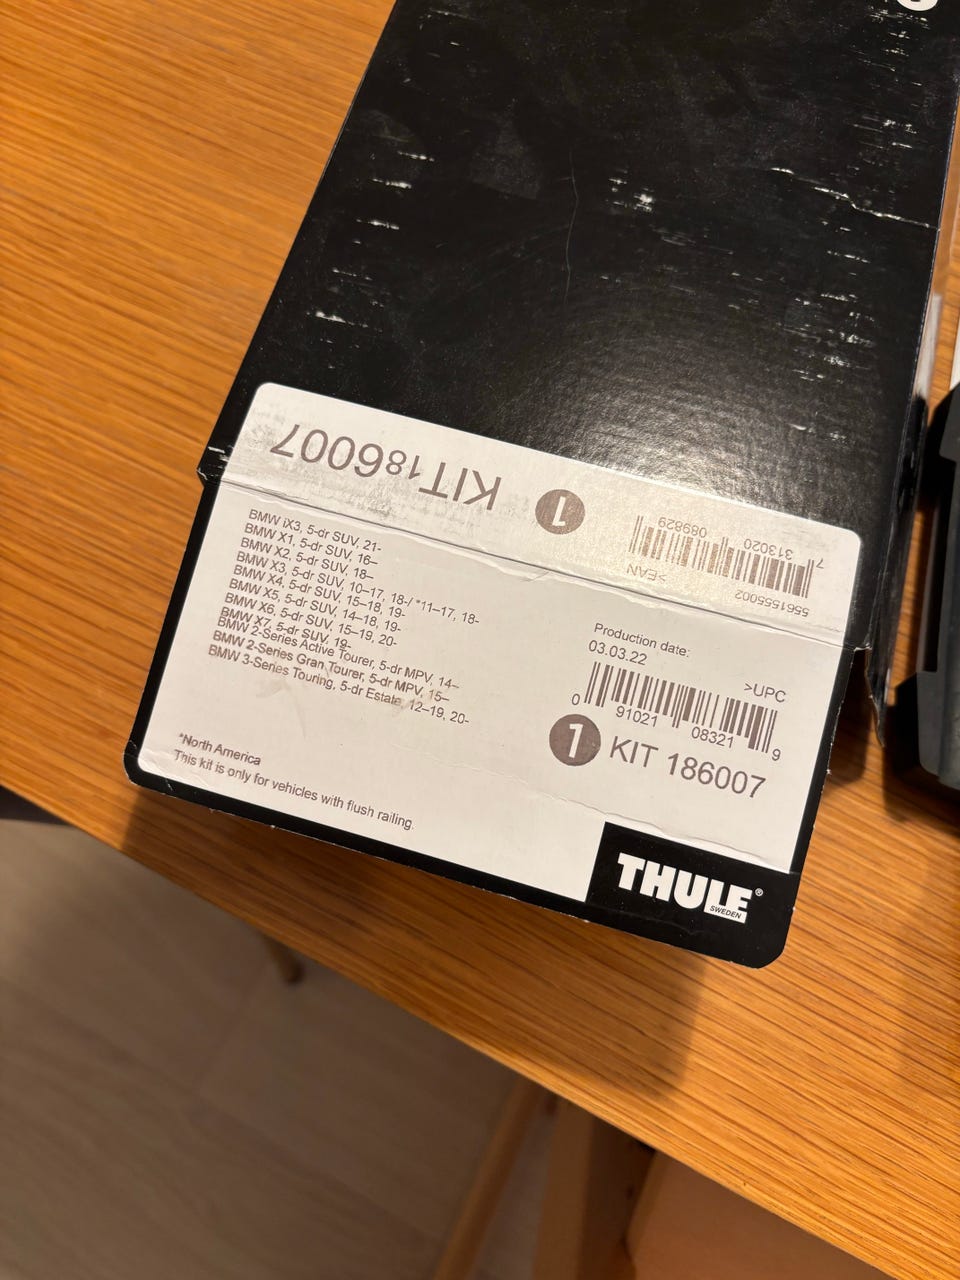 KIT 186007
1
7 313020 089829
>EAN
5561555002
BMW iX3, 5-dr SUV, 21-
BMW X1, 5-dr SUV, 16–
BMW X2, 5-dr SUV, 18–
BMW X3, 5-dr SUV, 10–17, 18-/ *11–17, 18-
BMW X4, 5-dr SUV, 15–18, 19-
BMW X5, 5-dr SUV, 14–18, 19-
BMW X6, 5-dr SUV, 15–19, 20-
BMW X7, 5-dr SUV, 19-
BMW 2-Series Active Tourer, 5-dr MPV, 14–
BMW 2-Series Gran Tourer, 5-dr MPV, 15–
BMW 3-Series Touring, 5-dr Estate, 12–19, 20-
Production date:
03.03.22
>UPC
0 91021 08321 9
1 KIT 186007
*North America
This kit is only for vehicles with flush railing.
THULE®
SWEDEN